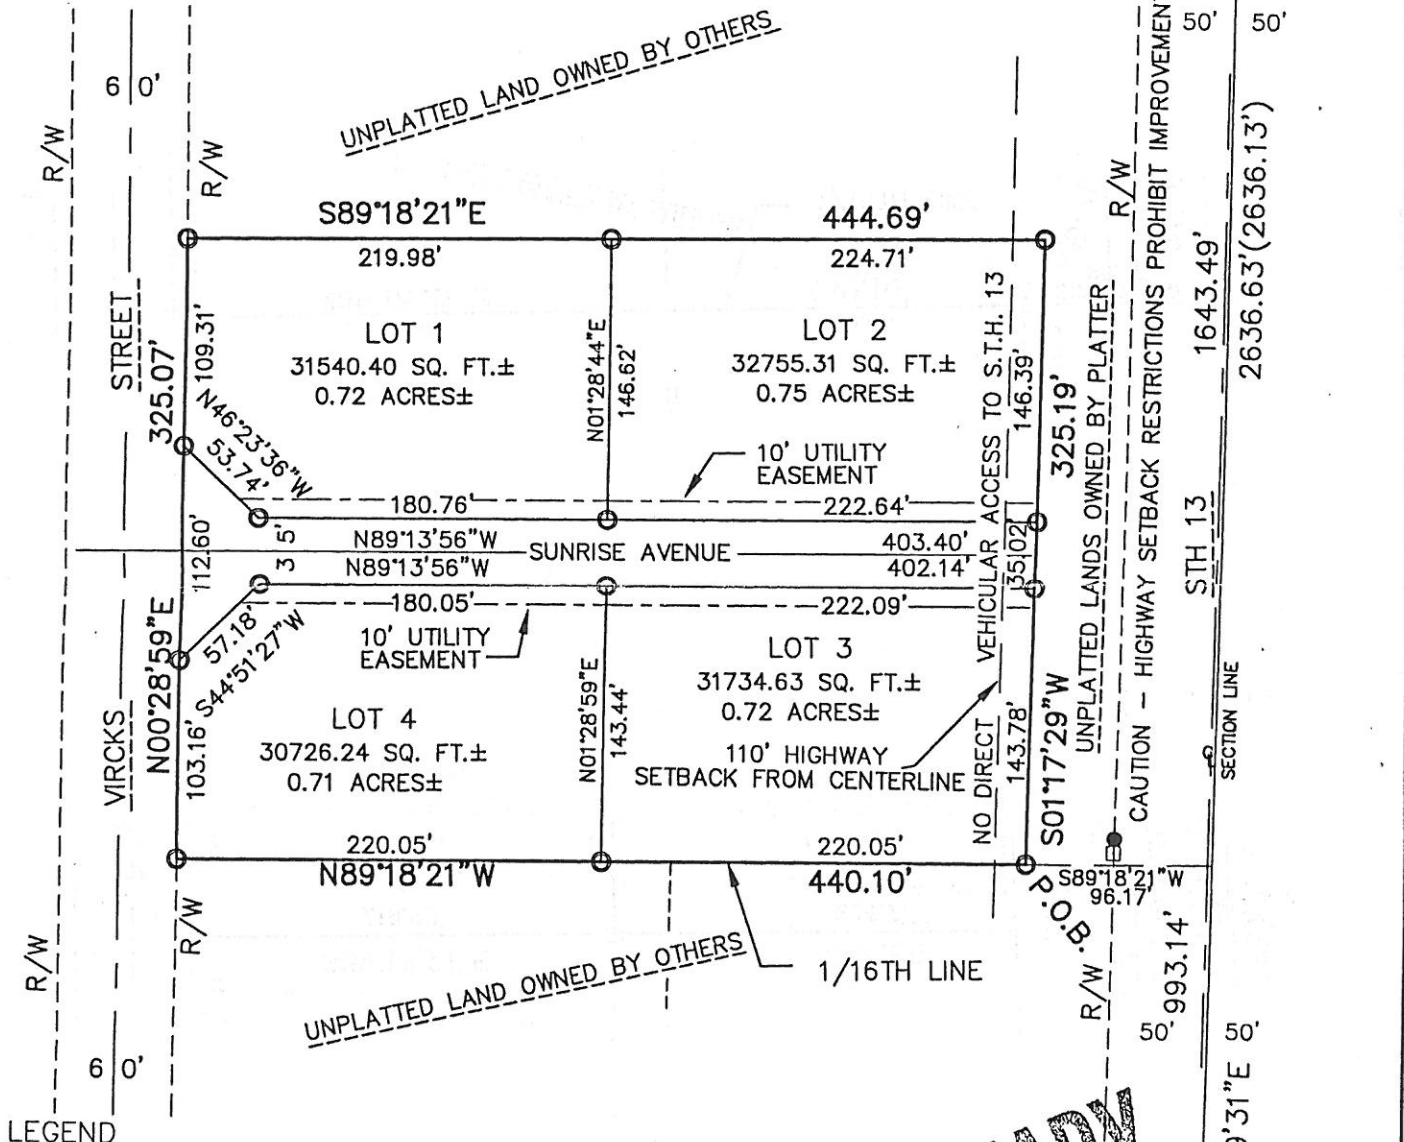 50' 50'
6 0'
R/W
R/W
UNPLATTED LAND OWNED BY OTHERS
R/W
CAUTION - HIGHWAY SETBACK RESTRICTIONS PROHIBIT IMPROVEMENT
2636.63'(2636.13')
1643.49'
S89°18'21"E
444.69'
219.98'
224.71'
STREET
325.07'
109.31'
LOT 1
31540.40 SQ. FT.±
0.72 ACRES±
N01°28'44"E
146.62'
LOT 2
32755.31 SQ. FT.±
0.75 ACRES±
NO DIRECT VEHICULAR ACCESS TO S.T.H. 13
146.39'
325.19'
UNPLATTED LANDS OWNED BY PLATTER
N46°23'36"W
53.74'
10' UTILITY
EASEMENT
180.76'
222.64'
112.60'
3 5'
N89°13'56"W
SUNRISE AVENUE
403.40'
N89°13'56"W
402.14'
35.02'
STH 13
180.05'
222.09'
57.18'
S44°51'27"W
10' UTILITY
EASEMENT
N00°28'59"E
VIRCKS
103.16'
LOT 4
30726.24 SQ. FT.±
0.71 ACRES±
N01°28'59"E
143.44'
LOT 3
31734.63 SQ. FT.±
0.72 ACRES±
110' HIGHWAY
SETBACK FROM CENTERLINE
143.78'
S01°17'29"W
SECTION LINE
220.05'
N89°18'21"W
220.05'
440.10'
S89°18'21"W
96.17'
P.O.B.
R/W
R/W
UNPLATTED LAND OWNED BY OTHERS
1/16TH LINE
R/W
993.14'
50' 50'
6 0'
9'31"E
LEGEND